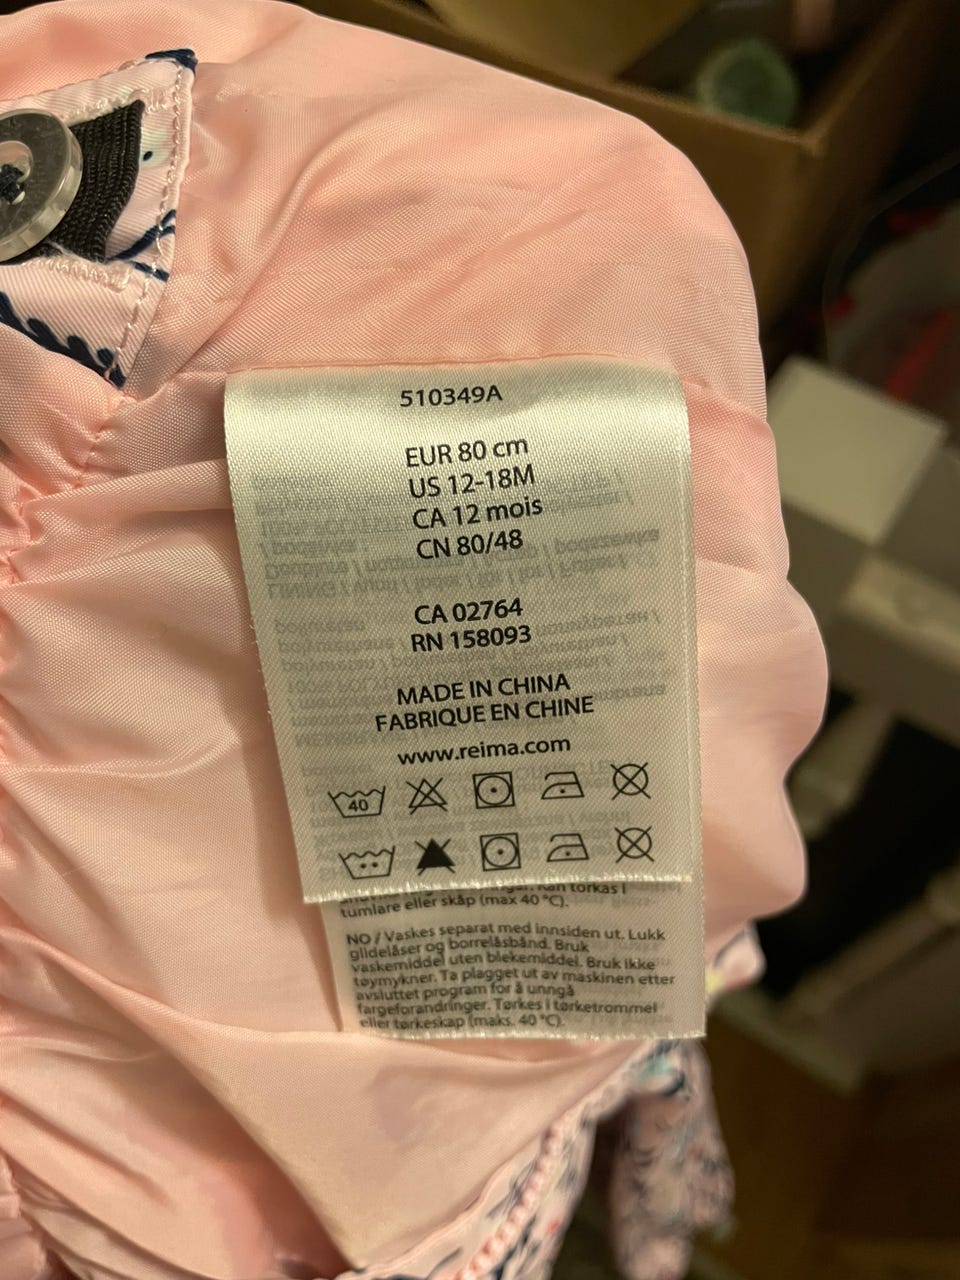 510349A
EUR 80 cm
US 12-18M
CA 12 mois
CN 80/48
CA 02764
RN 158093
MADE IN CHINA
FABRIQUE EN CHINE
www.reima.com
40
kan torkas i
tumlare eller skåp (max 40 °C).
NO / Vaskes separat med innsiden ut. Lukk
glidelåser og borrelåsbånd. Bruk
vaskemiddel uten blekemiddel. Bruk ikke
tøymykner. Ta plagget ut av maskinen etter
avsluttet program for å unngå
fargeforandringer. Tørkes i tørketrommel
eller tørkeskap (maks. 40 °C).